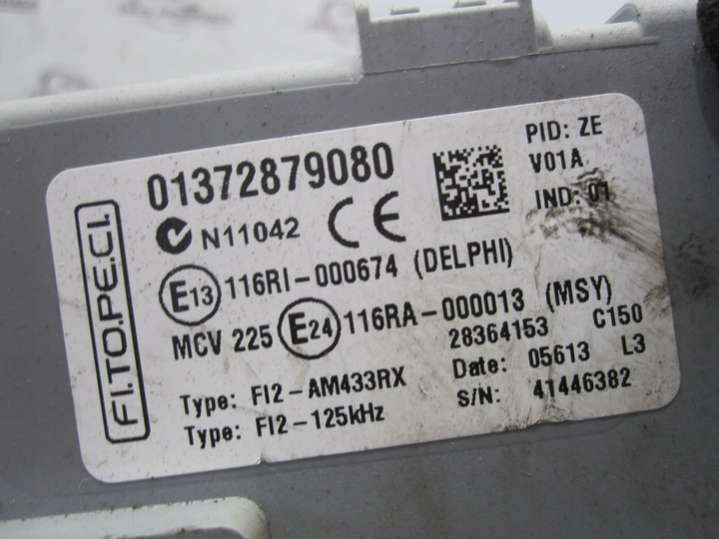 FI.TO.PE.CI.
01372879080
PID: ZE
V01A
IND: 01
N11042 CE
E13 116RI-000674 (DELPHI)
MCV 225 E24 116RA-000013 (MSY)
28364153 C150
Type: FI2-AM433RX
Date: 05613 L3
Type: FI2-125kHz
S/N: 41446382